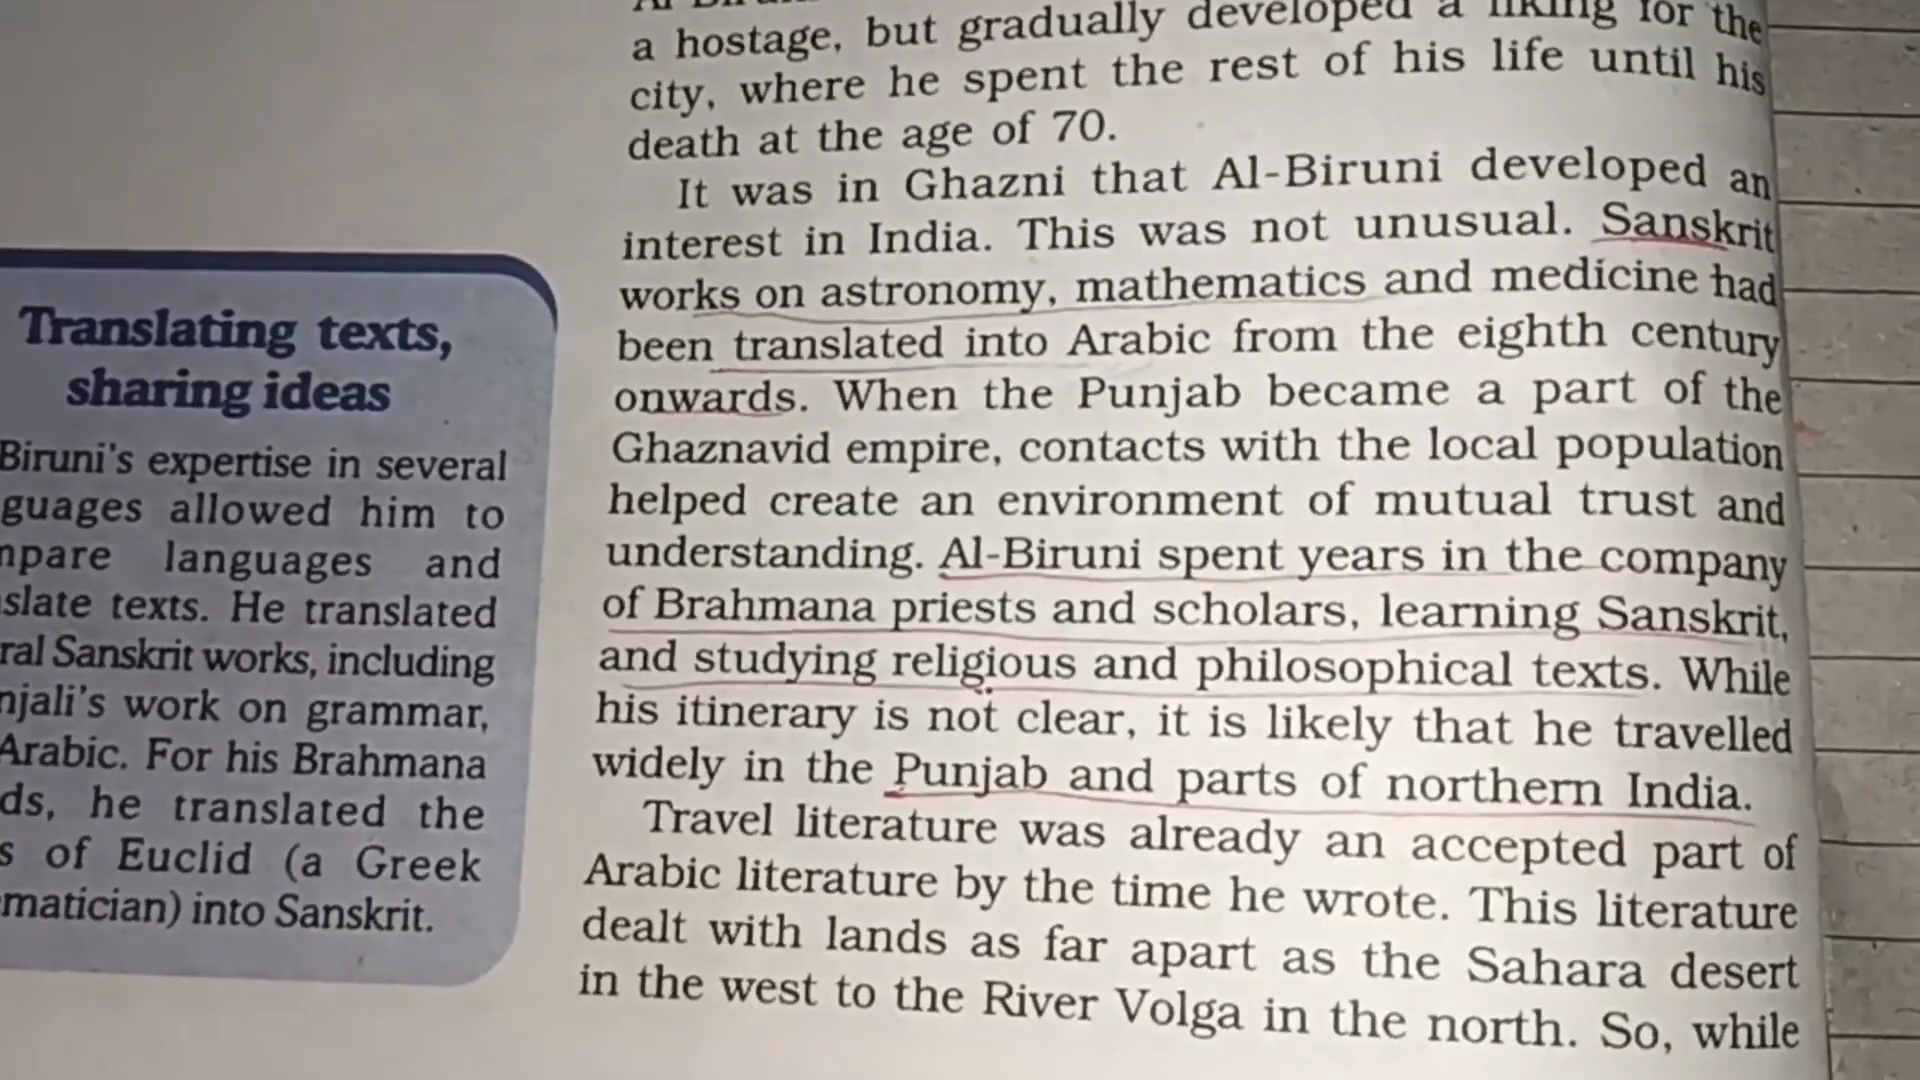 a hostage, but gradually developed a liking for the
city, where he spent the rest of his life until his
death at the age of 70.
It was in Ghazni that Al-Biruni developed an
interest in India. This was not unusual. Sanskrit
works on astronomy, mathematics and medicine had
been translated into Arabic from the eighth century
onwards. When the Punjab became a part of the
Ghaznavid empire, contacts with the local population
helped create an environment of mutual trust and
understanding. Al-Biruni spent years in the company
of Brahmana priests and scholars, learning Sanskrit,
and studying religious and philosophical texts. While
his itinerary is not clear, it is likely that he travelled
widely in the Punjab and parts of northern India.
Travel literature was already an accepted part of
Arabic literature by the time he wrote. This literature
dealt with lands as far apart as the Sahara desert
in the west to the River Volga in the north. So, while
Translating texts,
sharing ideas
Biruni's expertise in several
guages allowed him to
mpare languages and
slate texts. He translated
ral Sanskrit works, including
njali's work on grammar,
Arabic. For his Brahmana
ds, he translated the
s of Euclid (a Greek
matician) into Sanskrit.